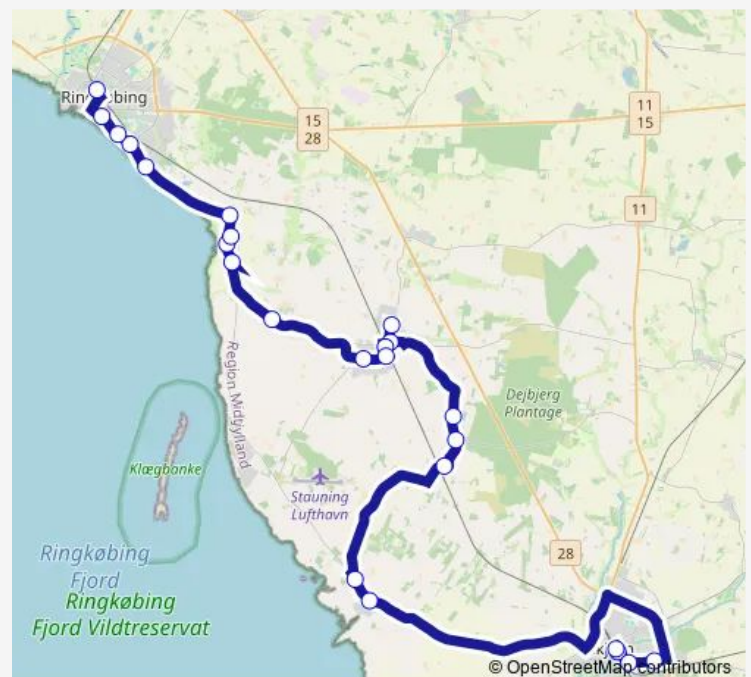 Ringkøbing
15
28
11
15
11
Region Midtjylland
Dejbjerg
Plantage
Klægbanke
Stauning
Lufthavn
28
Ringkøbing
Fjord
Ringkøbing
Fjord Vildtreservat
© OpenStreetMap contributors